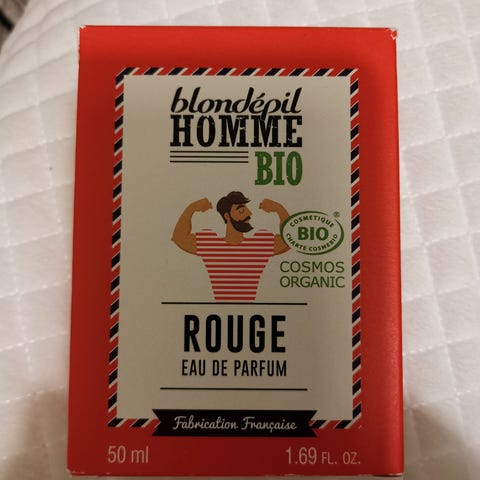 blondépil
HOMME
BIO
COSMETIQUE
BIO
CHARTE COSMEBIO
®
COSMOS
ORGANIC
ROUGE
EAU DE PARFUM
Fabrication Française
50 ml
1.69 FL. OZ.